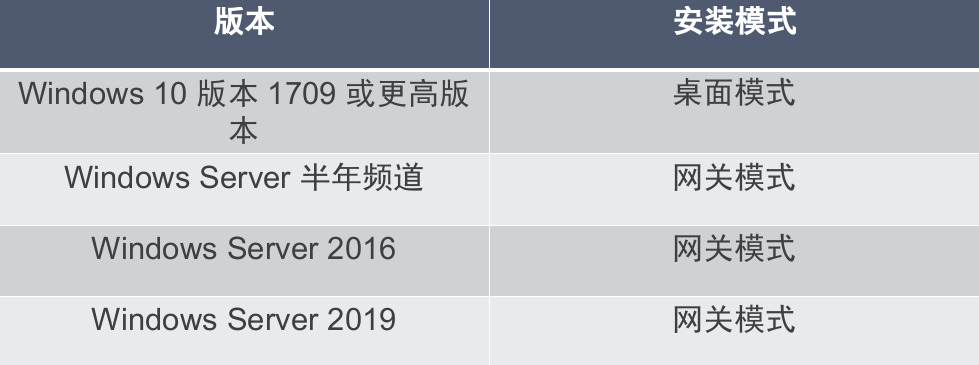 版本
安装模式
Windows 10 版本 1709 或更高版
本
桌面模式
Windows Server 半年频道
网关模式
Windows Server 2016
网关模式
Windows Server 2019
网关模式